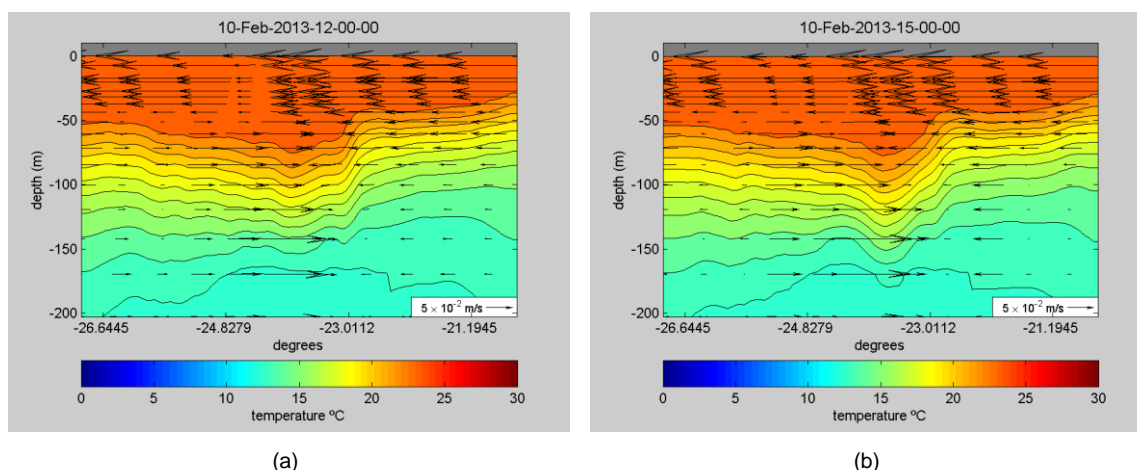 10-Feb-2013-12-00-00
0
-50
-100
-150
-200
depth (m)
5 × 10⁻² m/s
-26.6445 -24.8279 -23.0112 -21.1945
degrees
0 5 10 15 20 25 30
temperature ºC
(a)
10-Feb-2013-15-00-00
0
-50
-100
-150
-200
depth (m)
5 × 10⁻² m/s
-26.6445 -24.8279 -23.0112 -21.1945
degrees
0 5 10 15 20 25 30
temperature ºC
(b)